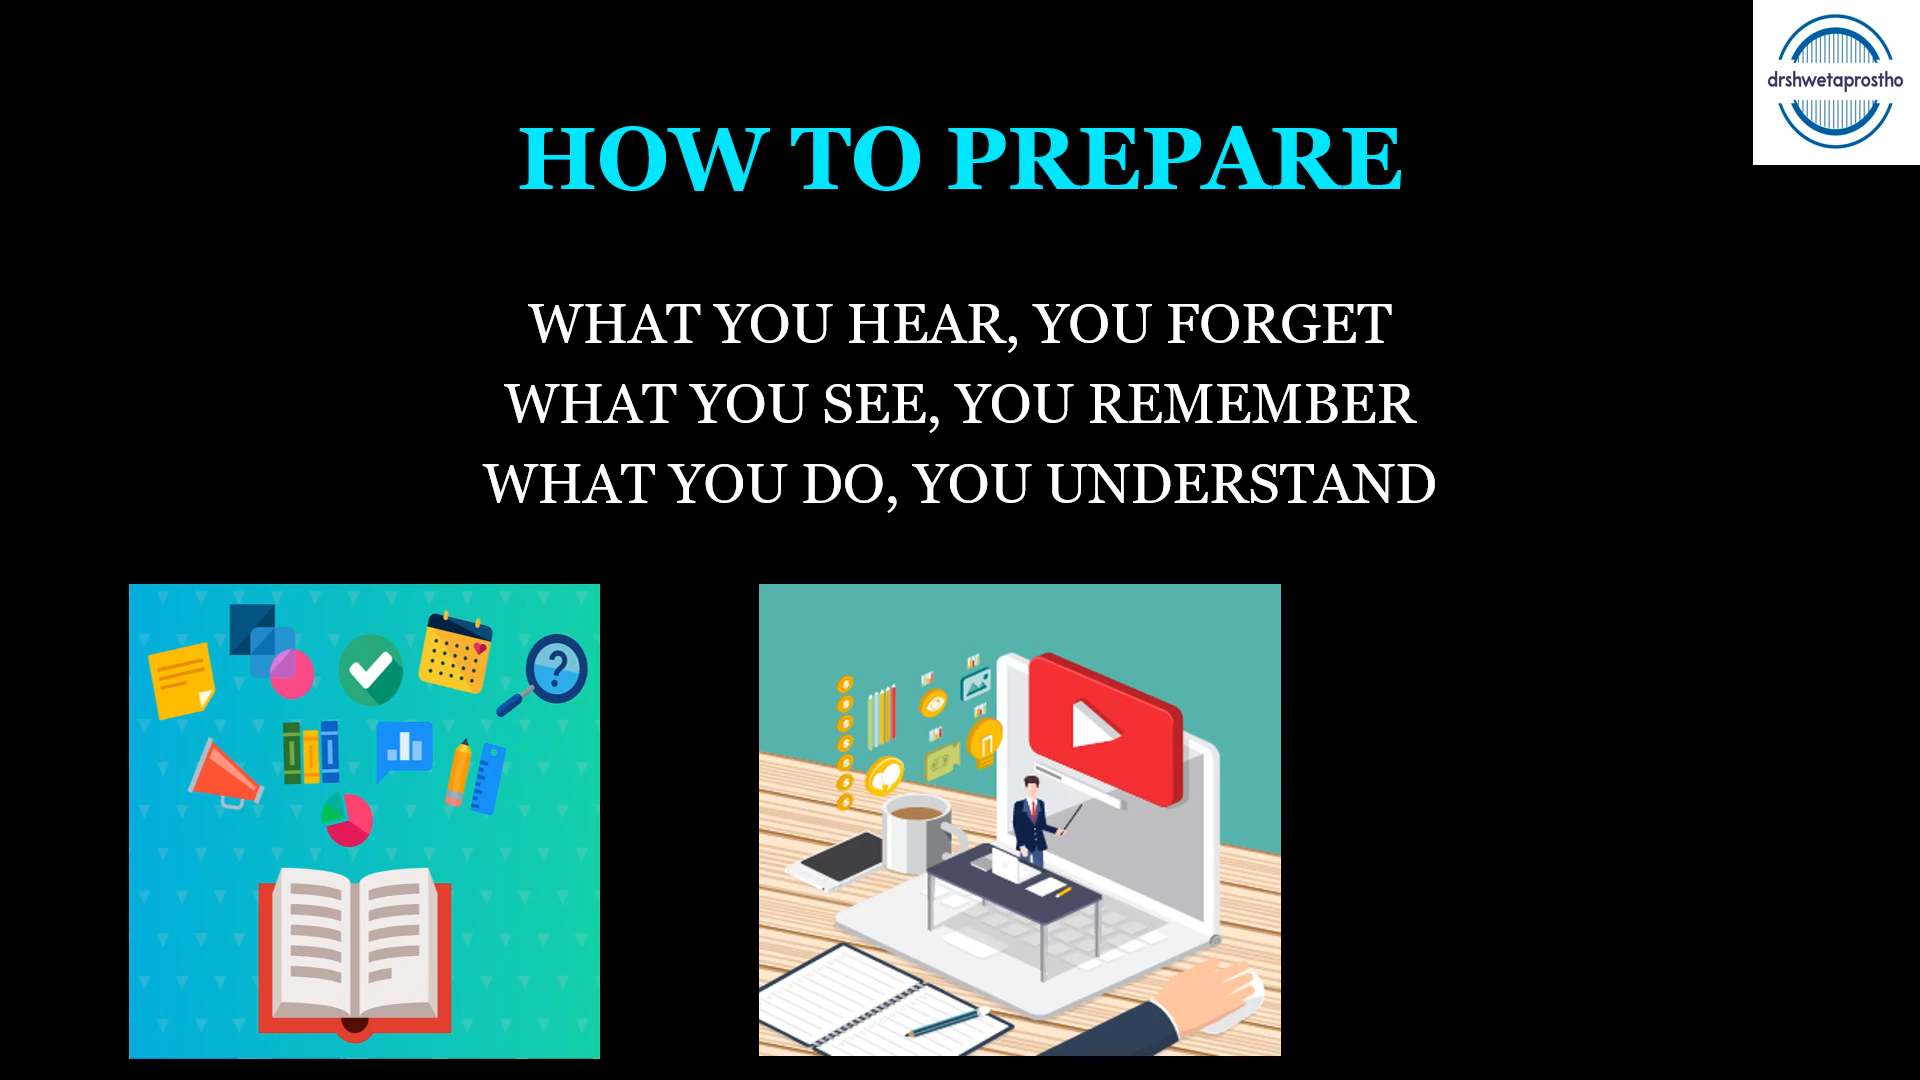 drshwetaprostho
HOW TO PREPARE
WHAT YOU HEAR, YOU FORGET
WHAT YOU SEE, YOU REMEMBER
WHAT YOU DO, YOU UNDERSTAND
?